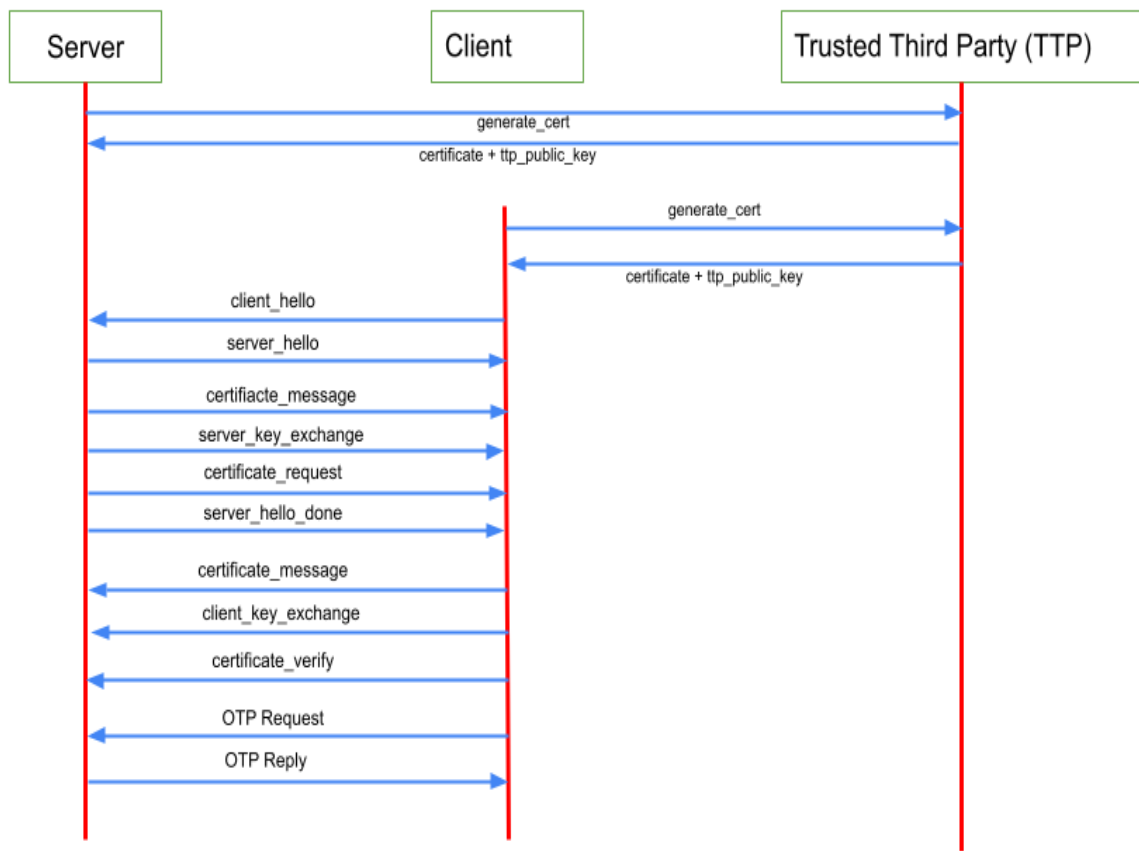 Server
Client
Trusted Third Party (TTP)
generate_cert
certificate + ttp_public_key
generate_cert
certificate + ttp_public_key
client_hello
server_hello
certifiacte_message
server_key_exchange
certificate_request
server_hello_done
certificate_message
client_key_exchange
certificate_verify
OTP Request
OTP Reply